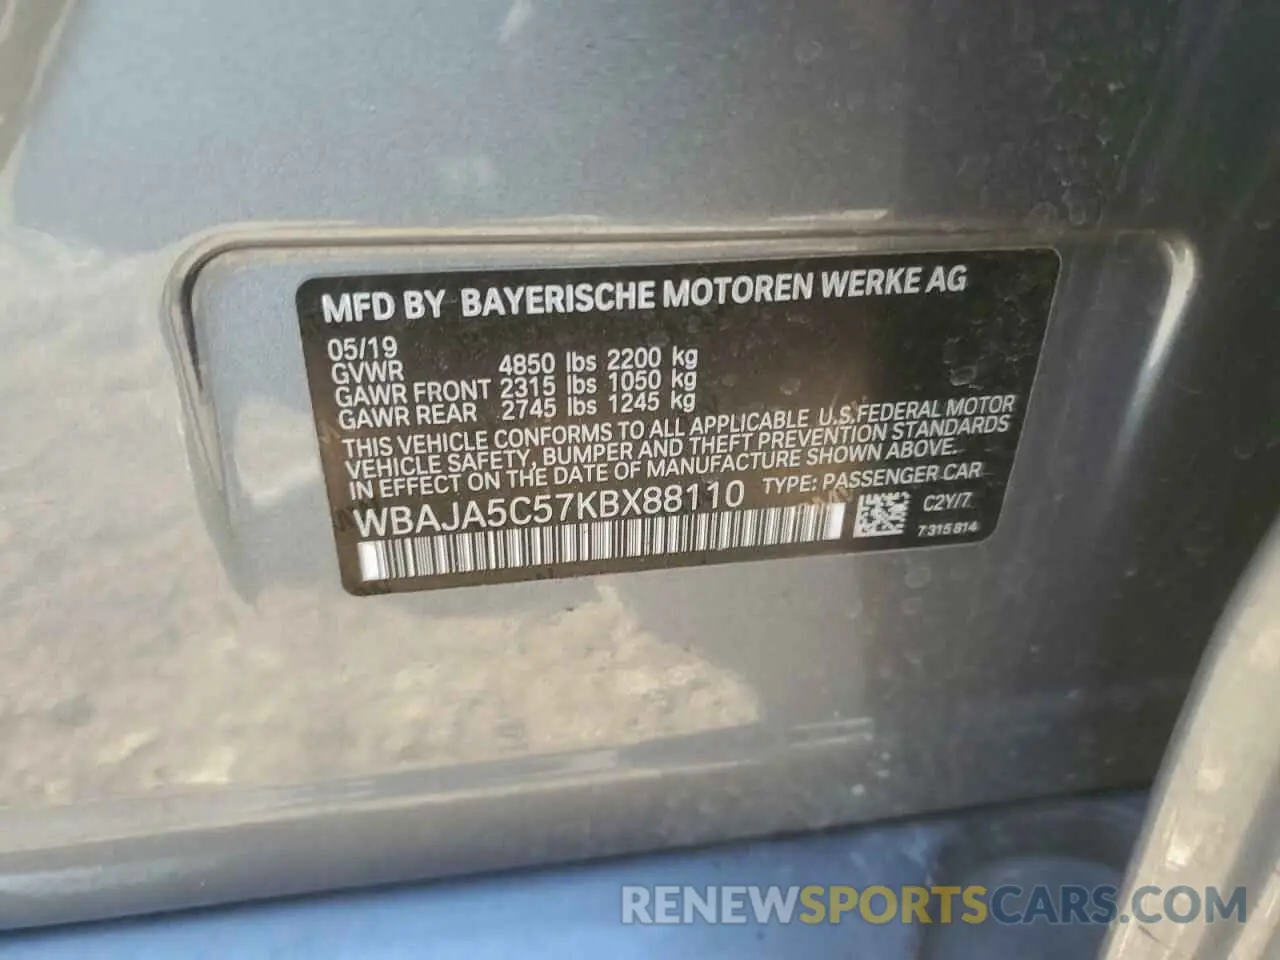 MFD BY BAYERISCHE MOTOREN WERKE AG
05/19
GVWR 4850 lbs 2200 kg
GAWR FRONT 2315 lbs 1050 kg
GAWR REAR 2745 lbs 1245 kg
THIS VEHICLE CONFORMS TO ALL APPLICABLE U.S. FEDERAL MOTOR
VEHICLE SAFETY, BUMPER AND THEFT PREVENTION STANDARDS
IN EFFECT ON THE DATE OF MANUFACTURE SHOWN ABOVE.
WBAJA5C57KBX88110 TYPE: PASSENGER CAR
C2Y/7
7 315 814
RENEWSPORTSCARS.COM